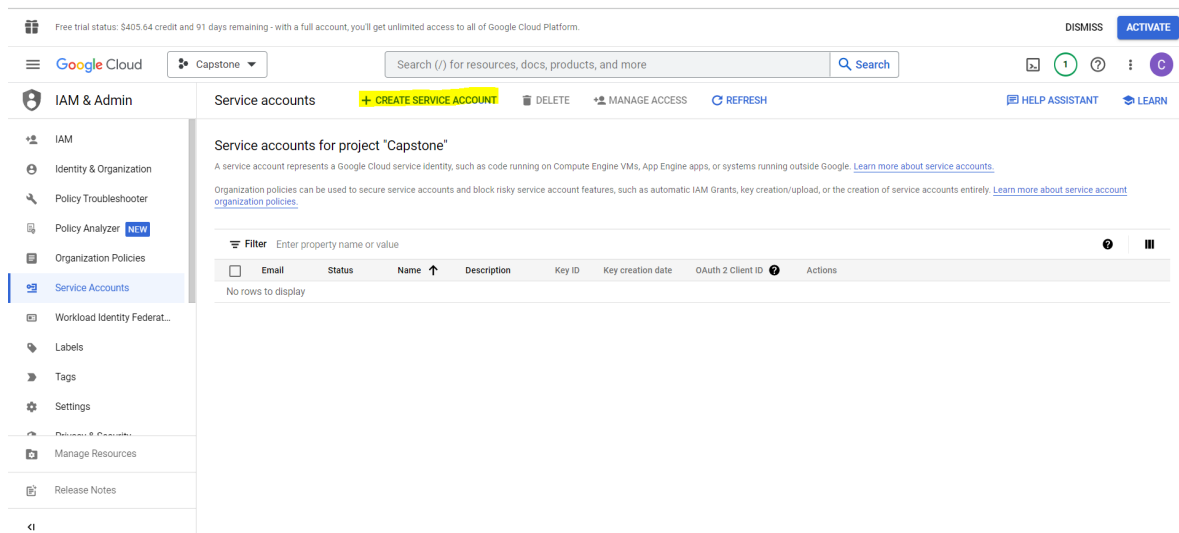 Free trial status: $405.64 credit and 91 days remaining - with a full account, you'll get unlimited access to all of Google Cloud Platform.
DISMISS
ACTIVATE
Google Cloud
Capstone
Search (/) for resources, docs, products, and more
Search
1
C
IAM & Admin
Service accounts
+ CREATE SERVICE ACCOUNT
DELETE
MANAGE ACCESS
REFRESH
HELP ASSISTANT
LEARN
IAM
Identity & Organization
Policy Troubleshooter
Policy Analyzer NEW
Organization Policies
Service Accounts
Workload Identity Federat...
Labels
Tags
Settings
Privacy & Security
Manage Resources
Release Notes
Service accounts for project "Capstone"
A service account represents a Google Cloud service identity, such as code running on Compute Engine VMs, App Engine apps, or systems running outside Google. Learn more about service accounts.
Organization policies can be used to secure service accounts and block risky service account features, such as automatic IAM Grants, key creation/upload, or the creation of service accounts entirely. Learn more about service account
organization policies.
Filter Enter property name or value
Email Status Name Description Key ID Key creation date OAuth 2 Client ID Actions
No rows to display